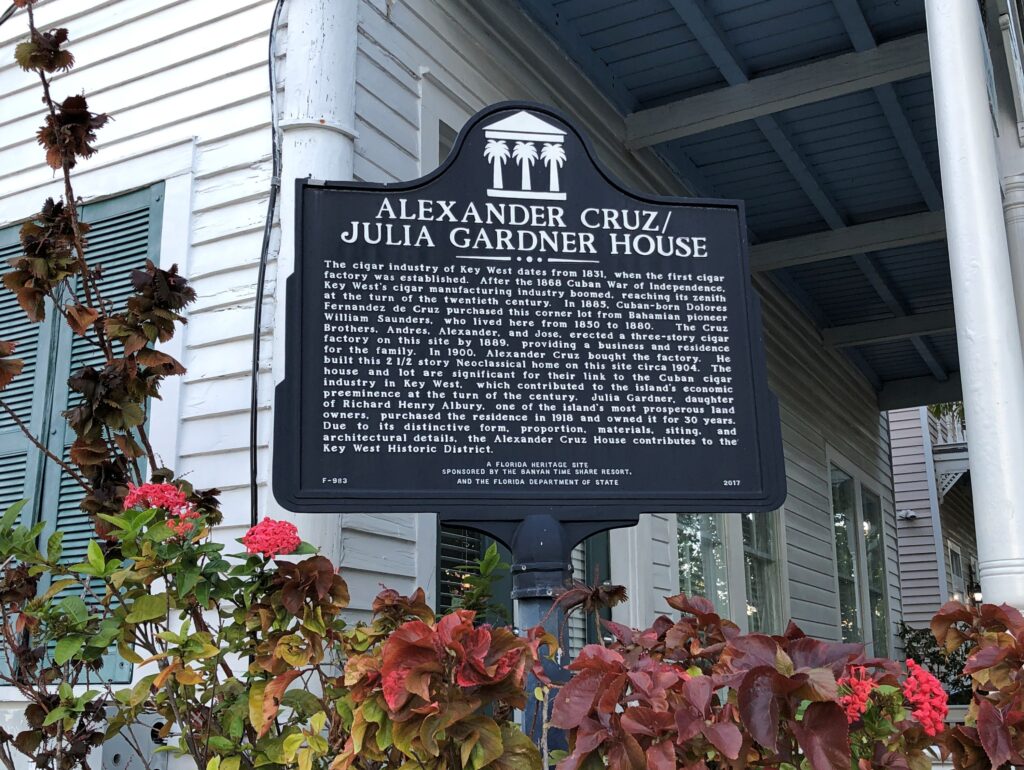 ALEXANDER CRUZ/
JULIA GARDNER HOUSE
The cigar industry of Key West dates from 1831, when the first cigar
factory was established. After the 1868 Cuban War of Independence,
Key West's cigar manufacturing industry boomed, reaching its zenith
at the turn of the twentieth century. In 1885, Cuban-born Dolores
Fernandez de Cruz purchased this corner lot from Bahamian pioneer
William Saunders, who lived here from 1850 to 1880. The Cruz
Brothers, Andres, Alexander, and Jose, erected a three-story cigar
factory on this site by 1889, providing a business and residence
for the family. In 1900, Alexander Cruz bought the factory. He
built this 2 1/2 story Neoclassical home on this site circa 1904. The
house and lot are significant for their link to the Cuban cigar
industry in Key West, which contributed to the island's economic
preeminence at the turn of the century. Julia Gardner, daughter
of Richard Henry Albury, one of the island's most prosperous land
owners, purchased the residence in 1918 and owned it for 30 years.
Due to its distinctive form, proportion, materials, siting, and
architectural details, the Alexander Cruz House contributes to the
Key West Historic District.
A FLORIDA HERITAGE SITE
SPONSORED BY THE BANYAN TIME SHARE RESORT,
F-983 AND THE FLORIDA DEPARTMENT OF STATE 2017